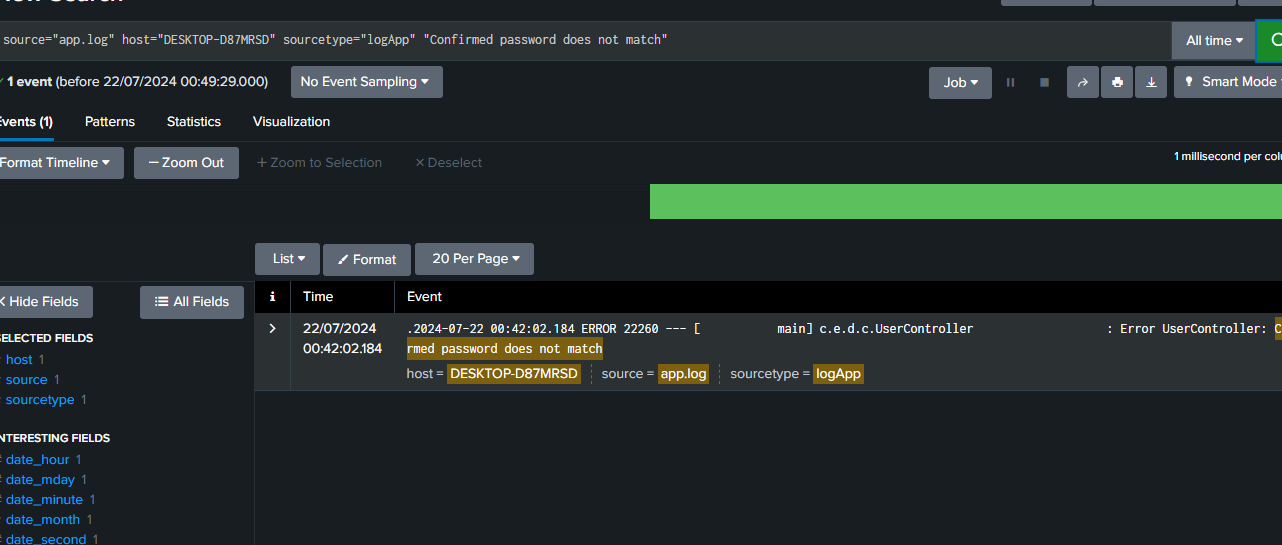 source="app.log" host="DESKTOP-D87MRSD" sourcetype="logApp" "Confirmed password does not match"
All time
1 event (before 22/07/2024 00:49:29.000)
No Event Sampling
Job
Smart Mode
Events (1) Patterns Statistics Visualization
Format Timeline — Zoom Out + Zoom to Selection × Deselect
1 millisecond per colu
List Format 20 Per Page
Hide Fields All Fields
i Time Event
SELECTED FIELDS
host 1
source 1
sourcetype 1
INTERESTING FIELDS
# date_hour 1
# date_mday 1
# date_minute 1
date_month 1
# date_second 1
22/07/2024
00:42:02.184
.2024-07-22 00:42:02.184 ERROR 22260 --- [ main] c.e.d.c.UserController : Error UserController: C
rmed password does not match
host = DESKTOP-D87MRSD source = app.log sourcetype = logApp